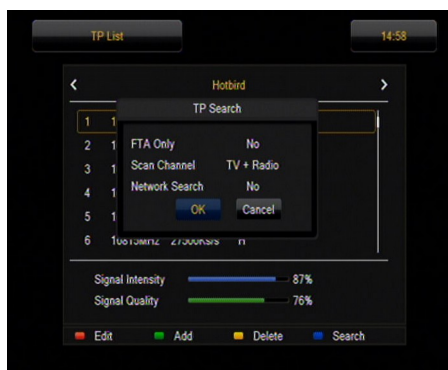 TP List
14:58
Hotbird
TP Search
1 1
2 1
3 1
4 1
5 1
FTA Only No
Scan Channel TV + Radio
Network Search No
OK Cancel
6 10815MHz 27500Ks/s H
Signal Intensity 87%
Signal Quality 76%
Edit Add Delete Search